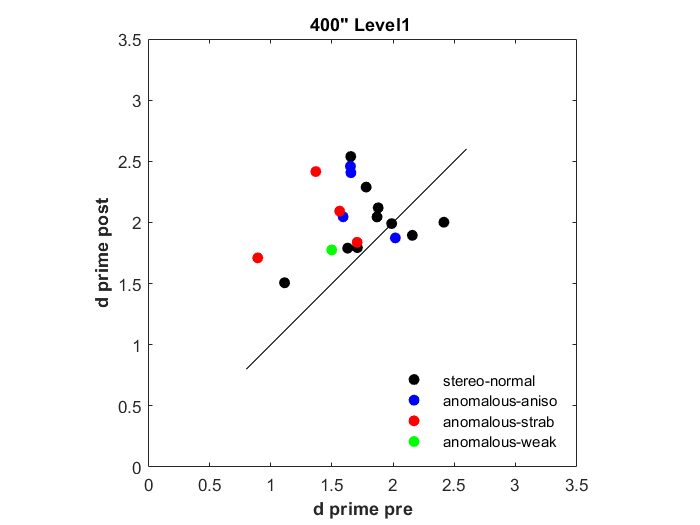 400" Level1
3.5
3
2.5
2
1.5
1
0.5
0
d prime post
stereo-normal
anomalous-aniso
anomalous-strab
anomalous-weak
0 0.5 1 1.5 2 2.5 3 3.5
d prime pre